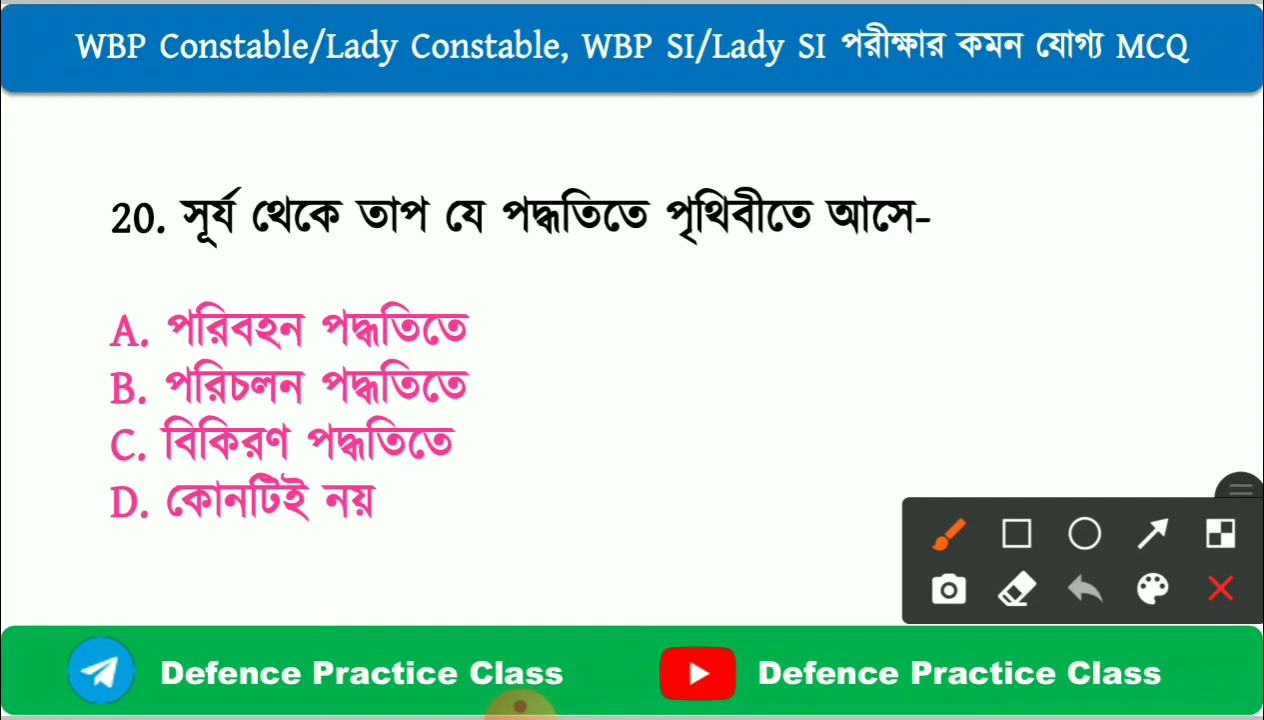 WBP Constable/Lady Constable, WBP SI/Lady SI পরীক্ষার কমন যোগ্য MCQ
20. সূর্য থেকে তাপ যে পদ্ধতিতে পৃথিবীতে আসে-
A. পরিবহন পদ্ধতিতে
B. পরিচলন পদ্ধতিতে
C. বিকিরণ পদ্ধতিতে
D. কোনটিই নয়
Defence Practice Class
Defence Practice Class